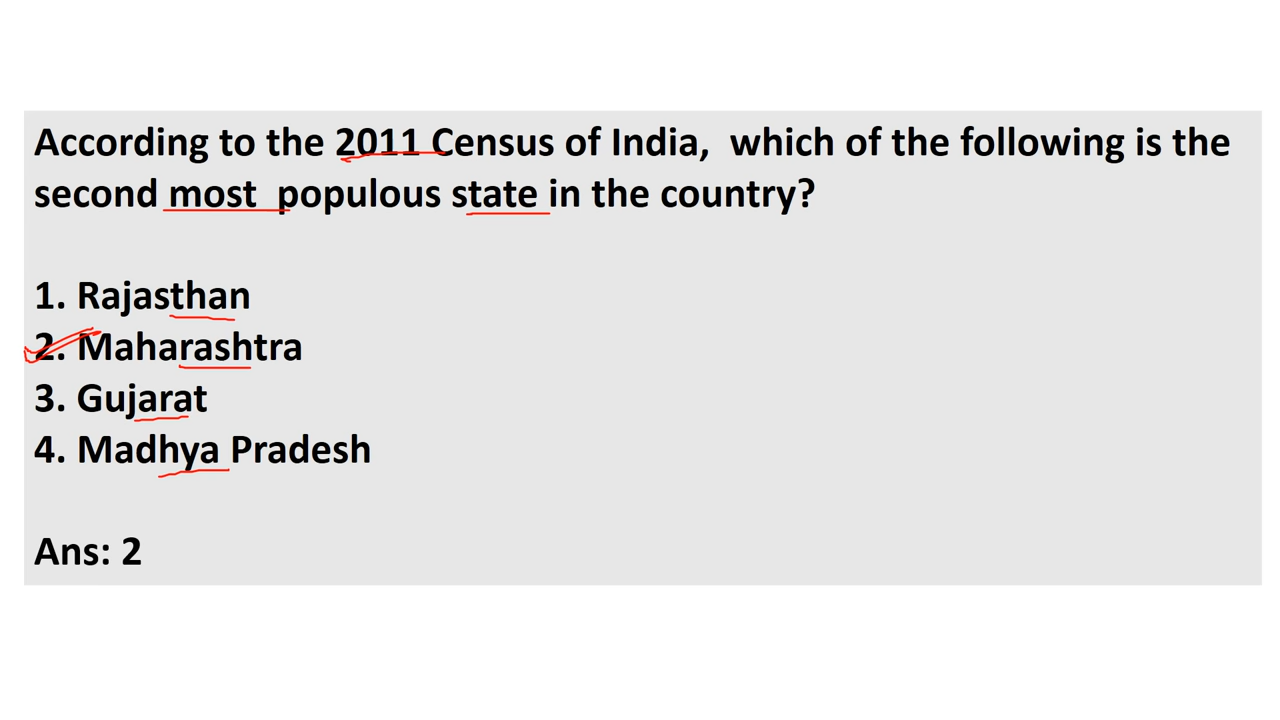 According to the 2011 Census of India,  which of the following is the
second most  populous state in the country?
1. Rajasthan
2. Maharashtra
3. Gujarat
4. Madhya Pradesh
Ans: 2